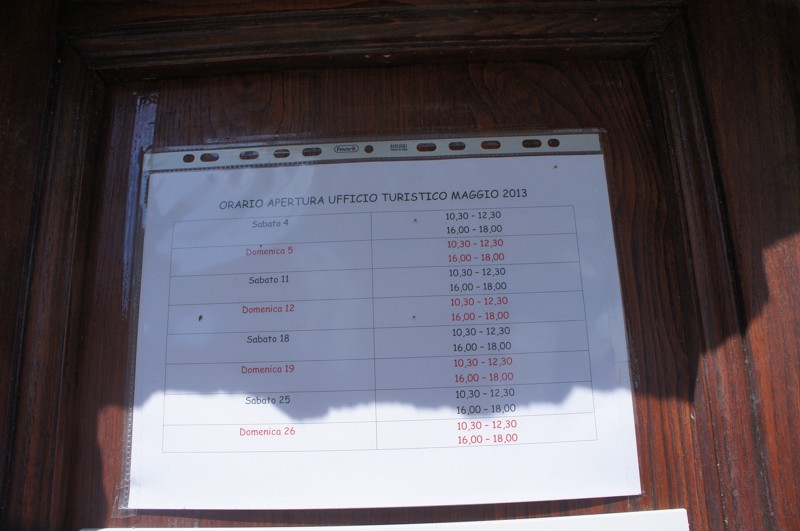 ORARIO APERTURA UFFICIO TURISTICO MAGGIO 2013
Sabato 4
10,30 – 12,30
16,00 – 18,00
Domenica 5
10,30 – 12,30
16,00 – 18,00
Sabato 11
10,30 – 12,30
16,00 – 18,00
Domenica 12
10,30 – 12,30
16,00 – 18,00
Sabato 18
10,30 – 12,30
16,00 – 18,00
Domenica 19
10,30 – 12,30
16,00 – 18,00
Sabato 25
10,30 – 12,30
16,00 – 18,00
Domenica 26
10,30 – 12,30
16,00 – 18,00